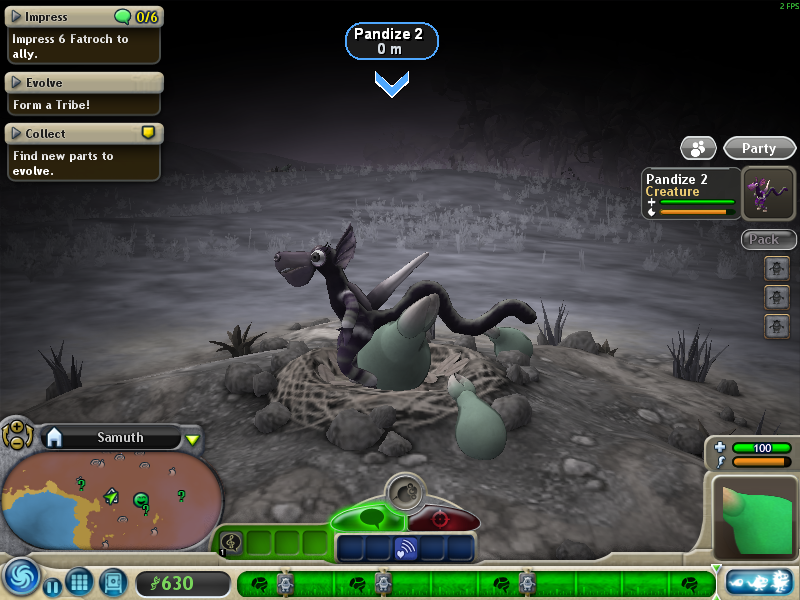 2 FPS
Impress
0/6
Impress 6 Fatroch to
ally.
Evolve
Form a Tribe!
Collect
Find new parts to
evolve.
Pandize 2
0 m
Party
Pandize 2
Creature
Pack
Samuth
100
1
$630